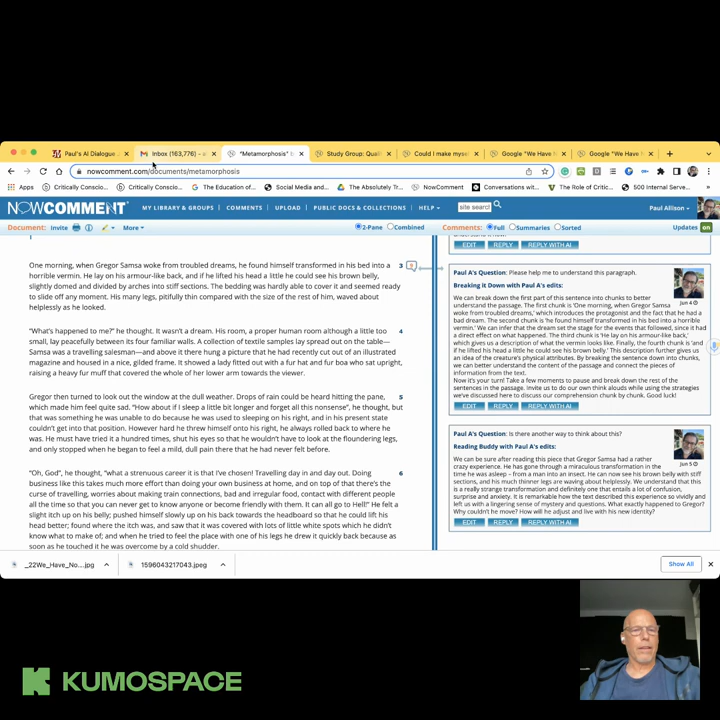 Paul's AI Dialogue
Inbox (163,776) - e
"Metamorphosis"
Study Group: Quali
Could I make myse
Google "We Have N
Google "We Have N
nowcomment.com/documents/metamorphosis
Apps
Critically Conscio...
Critically Conscio...
The Education of...
Social Media and...
The Absolutely Tr...
NowComment
Conversations wit...
The Role of Critic...
500 Internal Serve...
NOWCOMMENT
MY LIBRARY & GROUPS
COMMENTS
UPLOAD
PUBLIC DOCS & COLLECTIONS
HELP
site search
Paul Allison
Document: Invite
More
2-Pane
Combined
Comments: Full
Summaries
Sorted
Updates on
One morning, when Gregor Samsa woke from troubled dreams, he found himself transformed in his bed into a
horrible vermin. He lay on his armour-like back, and if he lifted his head a little he could see his brown belly,
slightly domed and divided by arches into stiff sections. The bedding was hardly able to cover it and seemed ready
to slide off any moment. His many legs, pitifully thin compared with the size of the rest of him, waved about
helplessly as he looked.
3
8
"What's happened to me?" he thought. It wasn't a dream. His room, a proper human room although a little too
small, lay peacefully between its four familiar walls. A collection of textile samples lay spread out on the table—
Samsa was a travelling salesman—and above it there hung a picture that he had recently cut out of an illustrated
magazine and housed in a nice, gilded frame. It showed a lady fitted out with a fur hat and fur boa who sat upright,
raising a heavy fur muff that covered the whole of her lower arm towards the viewer.
4
Gregor then turned to look out the window at the dull weather. Drops of rain could be heard hitting the pane,
which made him feel quite sad. "How about if I sleep a little bit longer and forget all this nonsense", he thought, but
that was something he was unable to do because he was used to sleeping on his right, and in his present state
couldn't get into that position. However hard he threw himself onto his right, he always rolled back to where he
was. He must have tried it a hundred times, shut his eyes so that he wouldn't have to look at the floundering legs,
and only stopped when he began to feel a mild, dull pain there that he had never felt before.
5
"Oh, God", he thought, "what a strenuous career it is that I've chosen! Travelling day in and day out. Doing
business like this takes much more effort than doing your own business at home, and on top of that there's the
curse of travelling, worries about making train connections, bad and irregular food, contact with different people
all the time so that you can never get to know anyone or become friendly with them. It can all go to Hell!" He felt a
slight itch up on his belly; pushed himself slowly up on his back towards the headboard so that he could lift his
head better; found where the itch was, and saw that it was covered with lots of little white spots which he didn't
know what to make of; and when he tried to feel the place with one of his legs he drew it quickly back because as
soon as he touched it he was overcome by a cold shudder.
6
EDIT
REPLY
REPLY WITH AI
Paul A's Question: Please help me to understand this paragraph.
Breaking it Down with Paul A's edits:
We can break down the first part of this sentence into chunks to better
understand the passage. The first chunk is 'One morning, when Gregor Samsa
woke from troubled dreams,' which introduces the protagonist and the fact that he had a
bad dream. The second chunk is 'he found himself transformed in his bed into a
horrible vermin.' We can infer that the dream set the stage for the events that followed, since it had
a direct effect on what happened. The third chunk is 'He lay on his armour-like back,'
which gives us a description of what the vermin looks like. Finally, the fourth chunk is 'and
if he lifted his head a little he could see his brown belly.' This description further gives us
an idea of the creature's physical attributes. By breaking the sentence down into chunks,
we can better understand the content of the passage and connect the pieces of
information from the text.
Now it's your turn! Take a few moments to pause and break down the rest of the
sentences in the passage. Invite us to do our own think alouds while using the strategies
we've discussed here to discuss our comprehension chunk by chunk. Good luck!
Jun 4
EDIT
REPLY
REPLY WITH AI
Paul A's Question: Is there another way to think about this?
Reading Buddy with Paul A's edits:
We can be sure after reading this piece that Gregor Samsa had a rather
crazy experience. He has gone through a miraculous transformation in the
time he was asleep – from a man into an insect. He can now see his brown belly with stiff
sections, and his much thinner legs are waving about helplessly. We understand that this
is a really strange transformation and definitely one that entails a lot of confusion,
surprise and anxiety. It is remarkable how the text described this experience so vividly and
left us with a lingering sense of mystery and questions. What exactly happened to Gregor?
Why couldn't he move? How will he adjust and live with his new identity?
Jun 5
EDIT
REPLY
REPLY WITH AI
_22We_Have_No....jpg
1596043217043.jpeg
Show All
KUMOSPACE